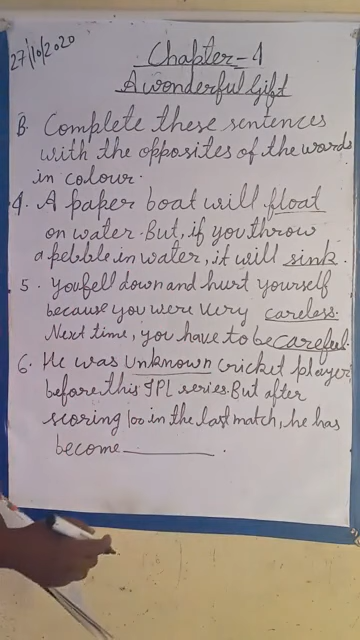 27/10/2020
Chapter-4
A wonderful Gift
B. Complete these sentences
with the opposites of the words
in colour.
4. A paper boat will float
on water. But, if you throw
a pebble in water, it will sink.
5. You fell down and hurt yourself
because you were very careless.
Next time, you have to be careful.
6. He was unknown cricket player
before this IPL series. But after
scoring 100 in the last match, he has
become__________.